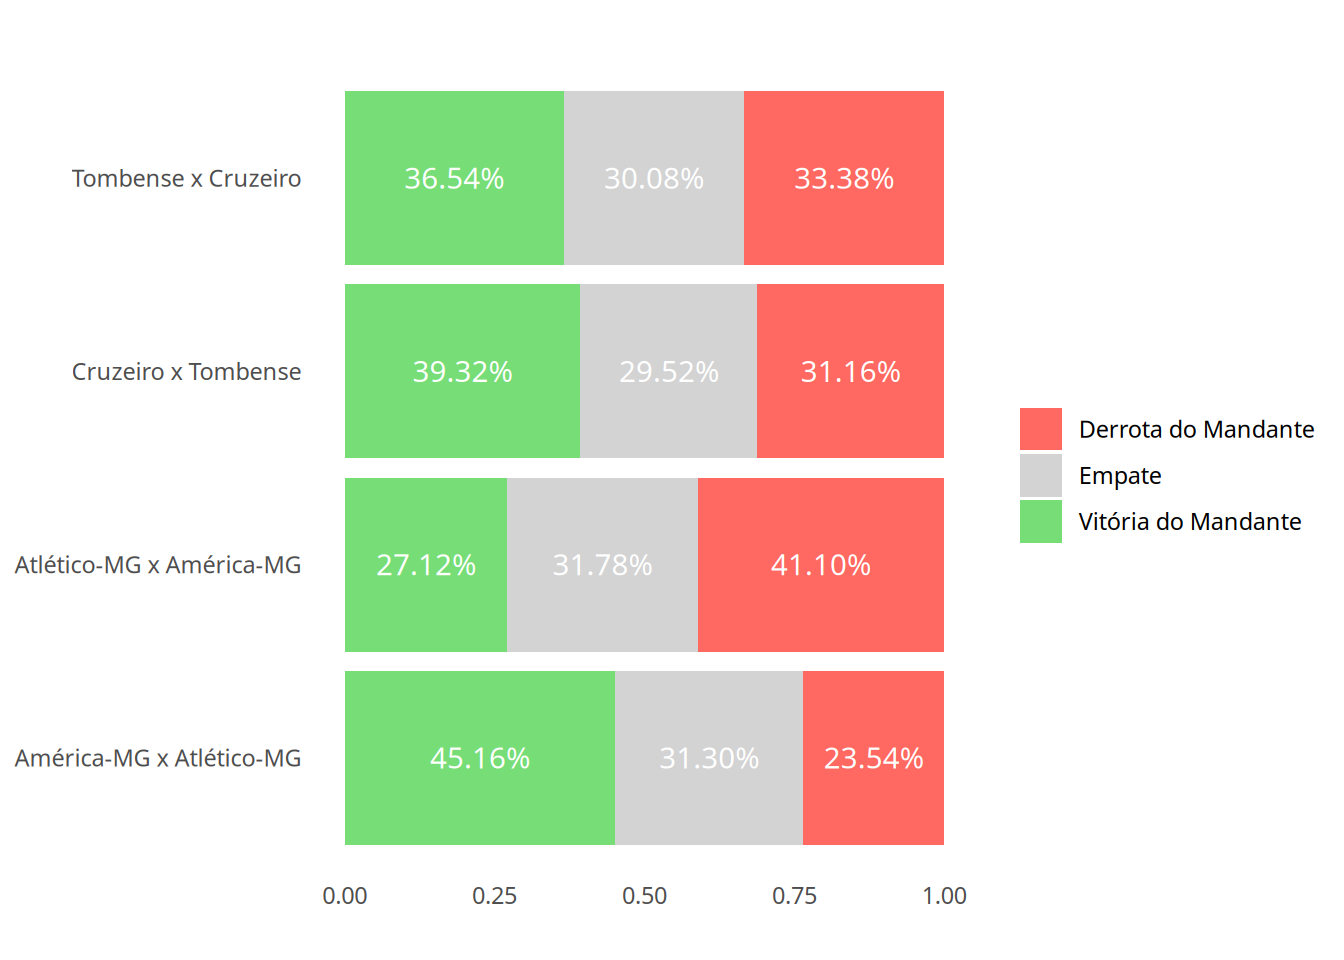 Tombense x Cruzeiro
36.54%
30.08%
33.38%
Cruzeiro x Tombense
39.32%
29.52%
31.16%
Atlético-MG x América-MG
27.12%
31.78%
41.10%
América-MG x Atlético-MG
45.16%
31.30%
23.54%
0.00
0.25
0.50
0.75
1.00
Derrota do Mandante
Empate
Vitória do Mandante